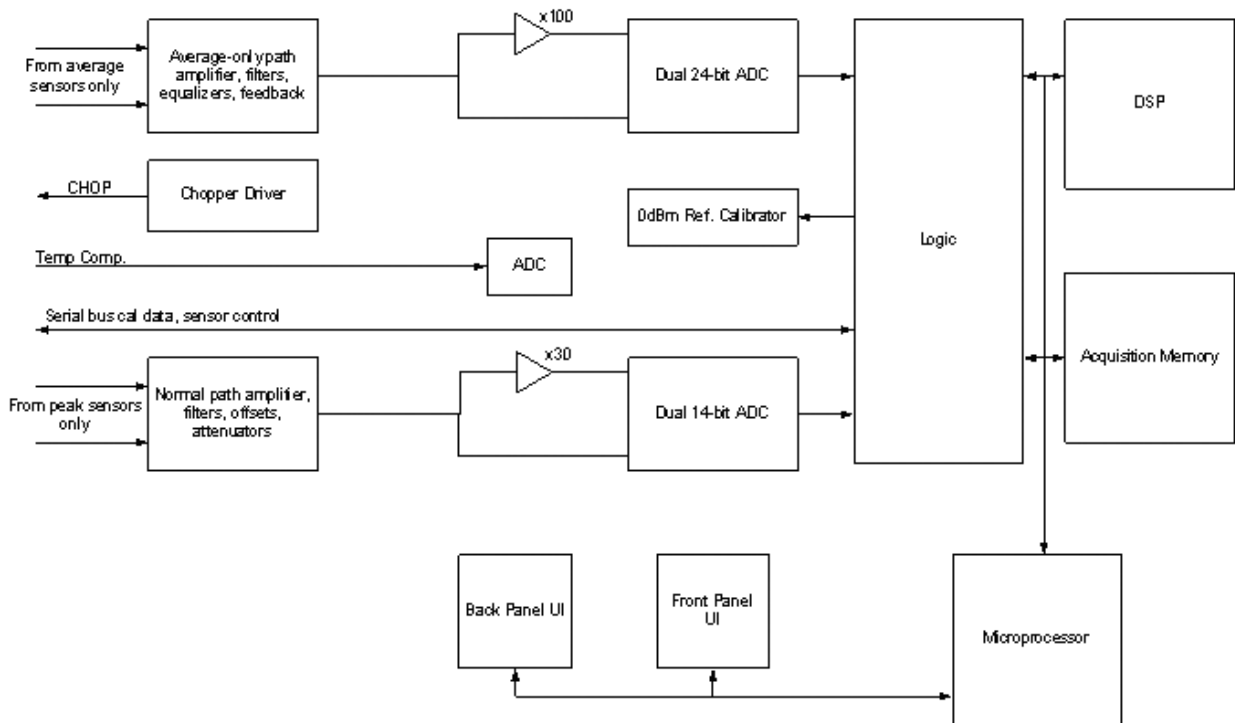 x100
From average
sensors only
Average-onlypath
amplifier, filters,
equalizers, feedback
Dual 24-bit ADC
DSP
CHOP
Chopper Driver
0dBm Ref. Calibrator
Logic
Temp Comp.
ADC
Serial bus cal data, sensor control
x30
From peak sensors
only
Normal path amplifier,
filters, offsets,
attenuators
Dual 14-bit ADC
Acquisition Memory
Back Panel UI
Front Panel
UI
Microprocessor